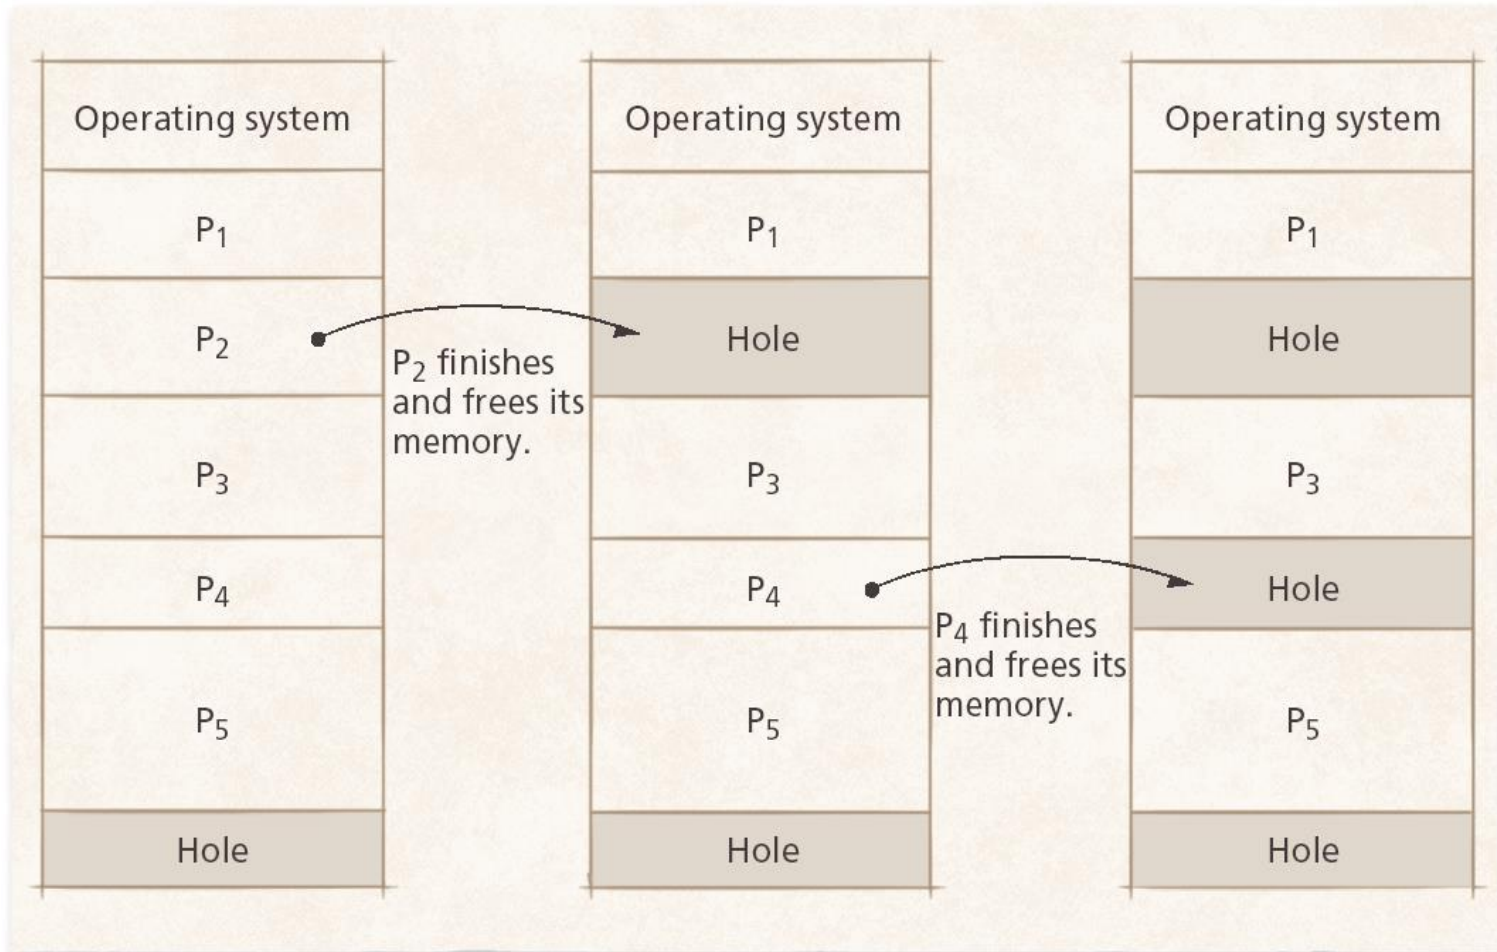 Operating system
P1
P2
P3
P4
P5
Hole
P2 finishes
and frees its
memory.
Operating system
P1
Hole
P3
P4
P5
Hole
P4 finishes
and frees its
memory.
Operating system
P1
Hole
P3
Hole
P5
Hole